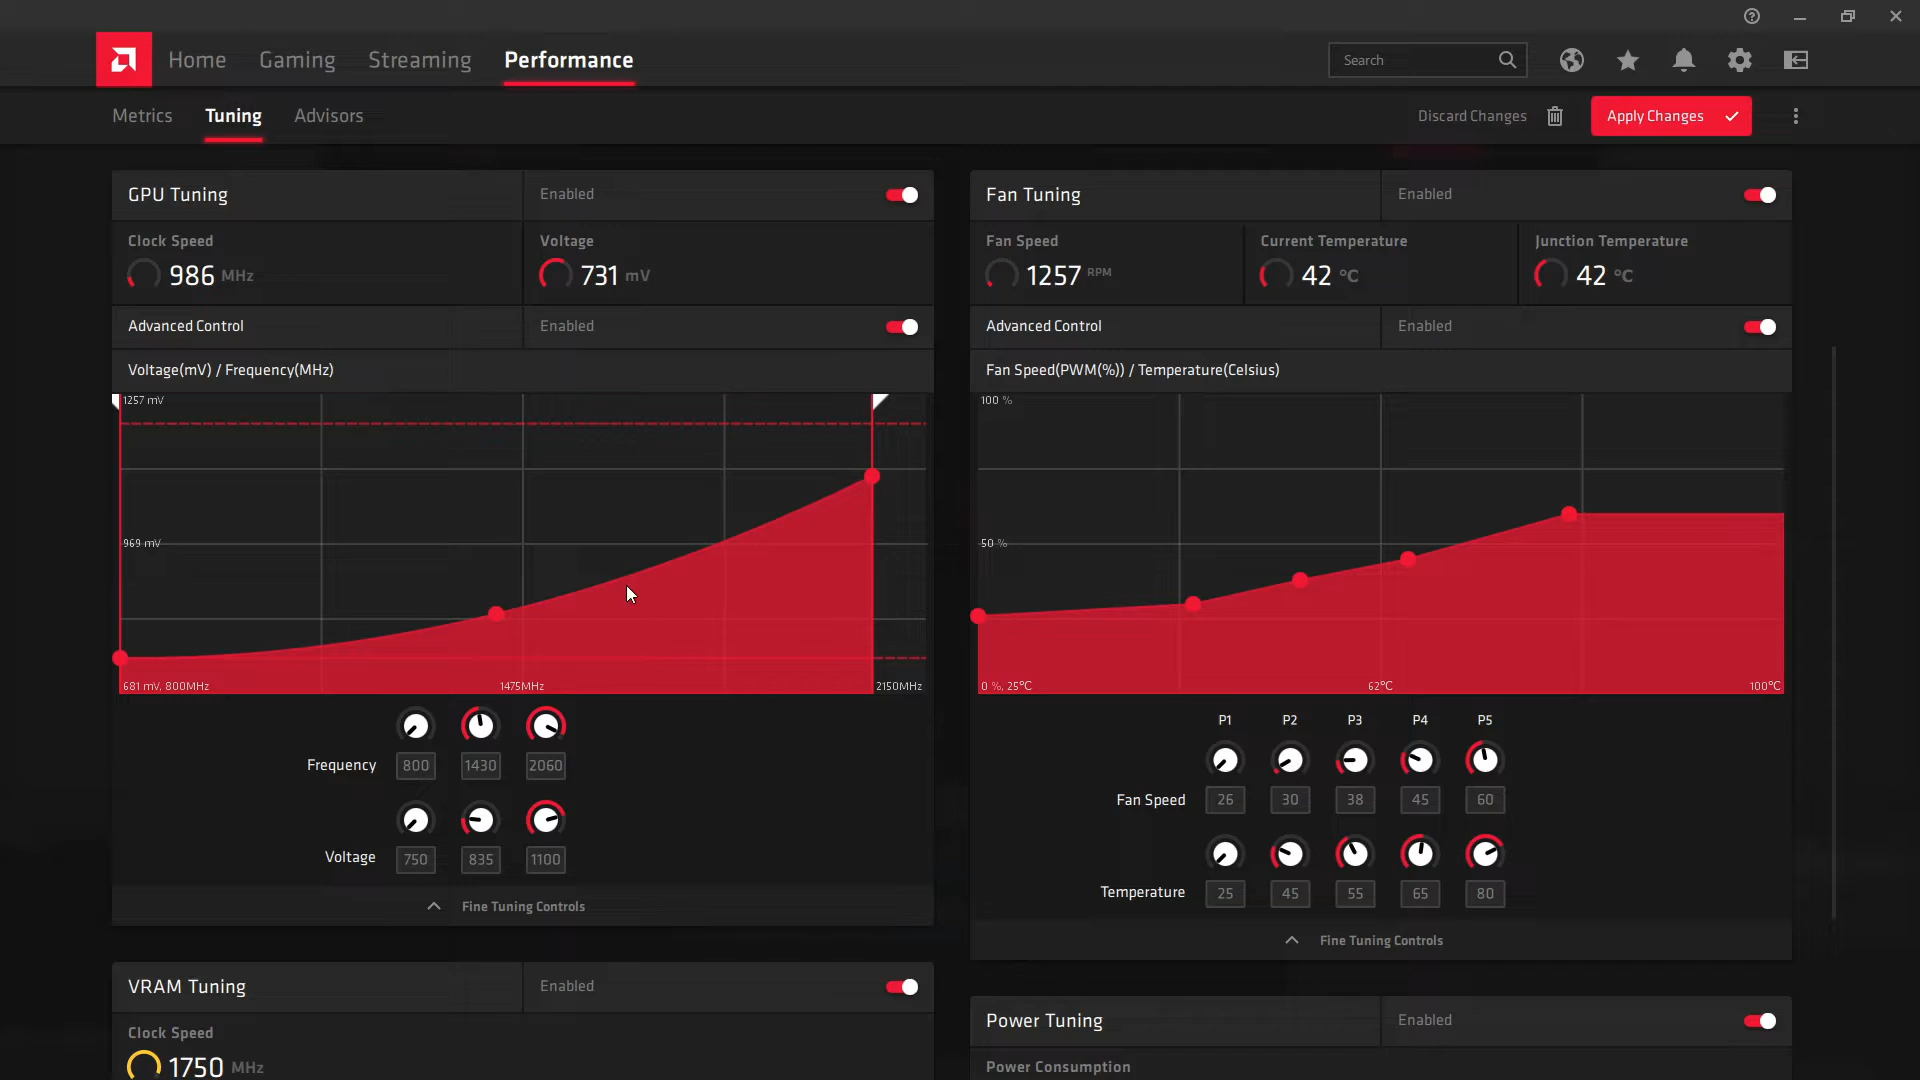 Home Gaming Streaming Performance
Search
Metrics Tuning Advisors
Discard Changes Apply Changes
GPU Tuning Enabled
Clock Speed Voltage
986 MHz 731 mV
Advanced Control Enabled
Voltage(mV) / Frequency(MHz)
1257 mV
969 mV
681 mV, 800MHz 1475MHz 2150MHz
Frequency 800 1430 2060
Voltage 750 835 1100
Fine Tuning Controls
VRAM Tuning Enabled
Clock Speed
1750 MHz
Fan Tuning Enabled
Fan Speed Current Temperature Junction Temperature
1257 RPM 42 °C 42 °C
Advanced Control Enabled
Fan Speed(PWM(%)) / Temperature(Celsius)
100 %
50 %
0 %, 25°C 62°C 100°C
P1 P2 P3 P4 P5
Fan Speed 26 30 38 45 60
Temperature 25 45 55 65 80
Fine Tuning Controls
Power Tuning Enabled
Power Consumption